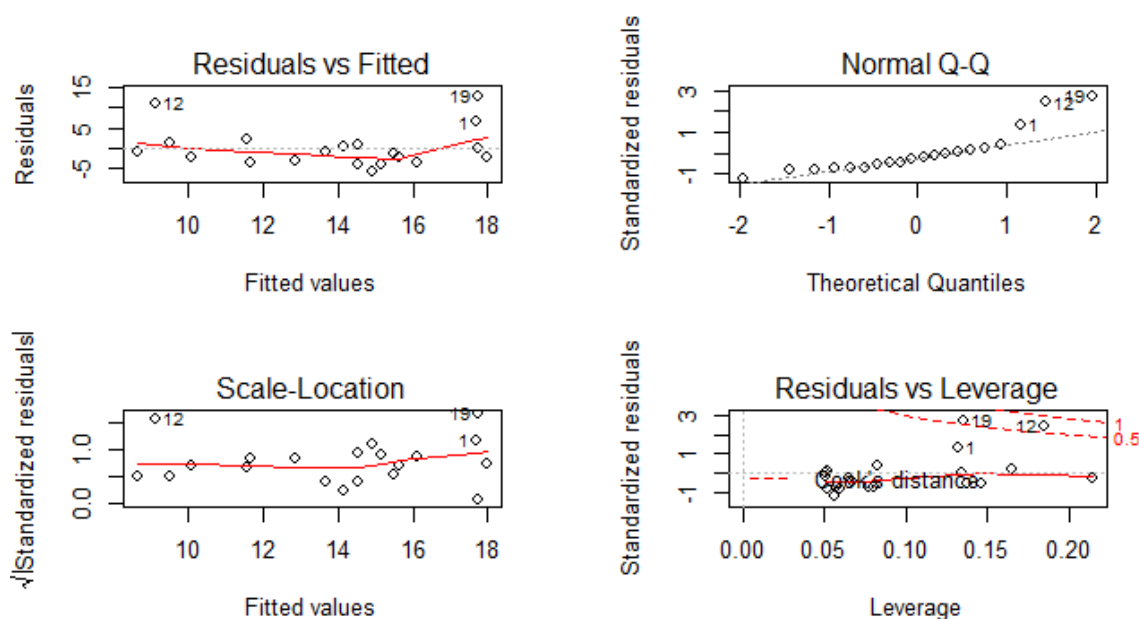 Residuals vs Fitted
Residuals
-5 5 15
12
19
1
10 12 14 16 18
Fitted values
Normal Q-Q
Standardized residuals
-1 1 3
12
19
1
-2 -1 0 1 2
Theoretical Quantiles
Scale-Location
√|Standardized residuals|
0.0 1.0
12
19
1
10 12 14 16 18
Fitted values
Residuals vs Leverage
Standardized residuals
-1 1 3
19
12
1
1
0.5
Cook's distance
0.00 0.05 0.10 0.15 0.20
Leverage